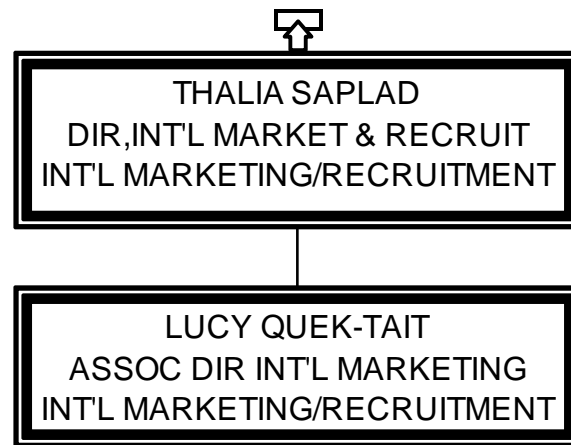 THALIA SAPLAD
DIR,INT'L MARKET & RECRUIT
INT'L MARKETING/RECRUITMENT
LUCY QUEK-TAIT
ASSOC DIR INT'L MARKETING
INT'L MARKETING/RECRUITMENT